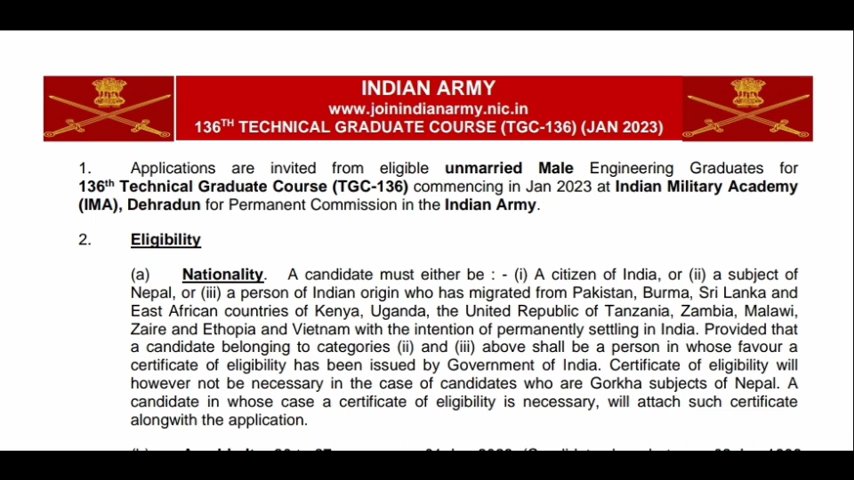 INDIAN ARMY
www.joinindianarmy.nic.in
136TH TECHNICAL GRADUATE COURSE (TGC-136) (JAN 2023)
1. Applications are invited from eligible unmarried Male Engineering Graduates for
136th Technical Graduate Course (TGC-136) commencing in Jan 2023 at Indian Military Academy
(IMA), Dehradun for Permanent Commission in the Indian Army.
2. Eligibility
(a) Nationality. A candidate must either be : - (i) A citizen of India, or (ii) a subject of
Nepal, or (iii) a person of Indian origin who has migrated from Pakistan, Burma, Sri Lanka and
East African countries of Kenya, Uganda, the United Republic of Tanzania, Zambia, Malawi,
Zaire and Ethopia and Vietnam with the intention of permanently settling in India. Provided that
a candidate belonging to categories (ii) and (iii) above shall be a person in whose favour a
certificate of eligibility has been issued by Government of India. Certificate of eligibility will
however not be necessary in the case of candidates who are Gorkha subjects of Nepal. A
candidate in whose case a certificate of eligibility is necessary, will attach such certificate
alongwith the application.